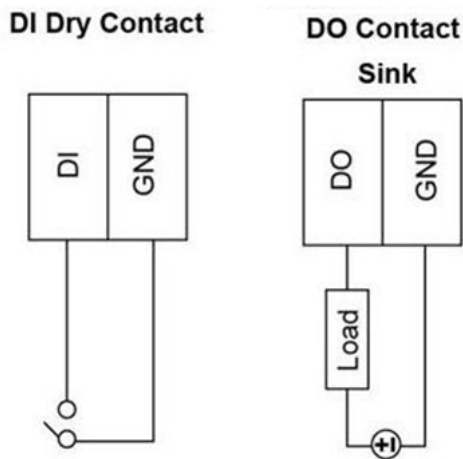 DI Dry Contact
DO Contact
Sink
DI
GND
DO
GND
Load